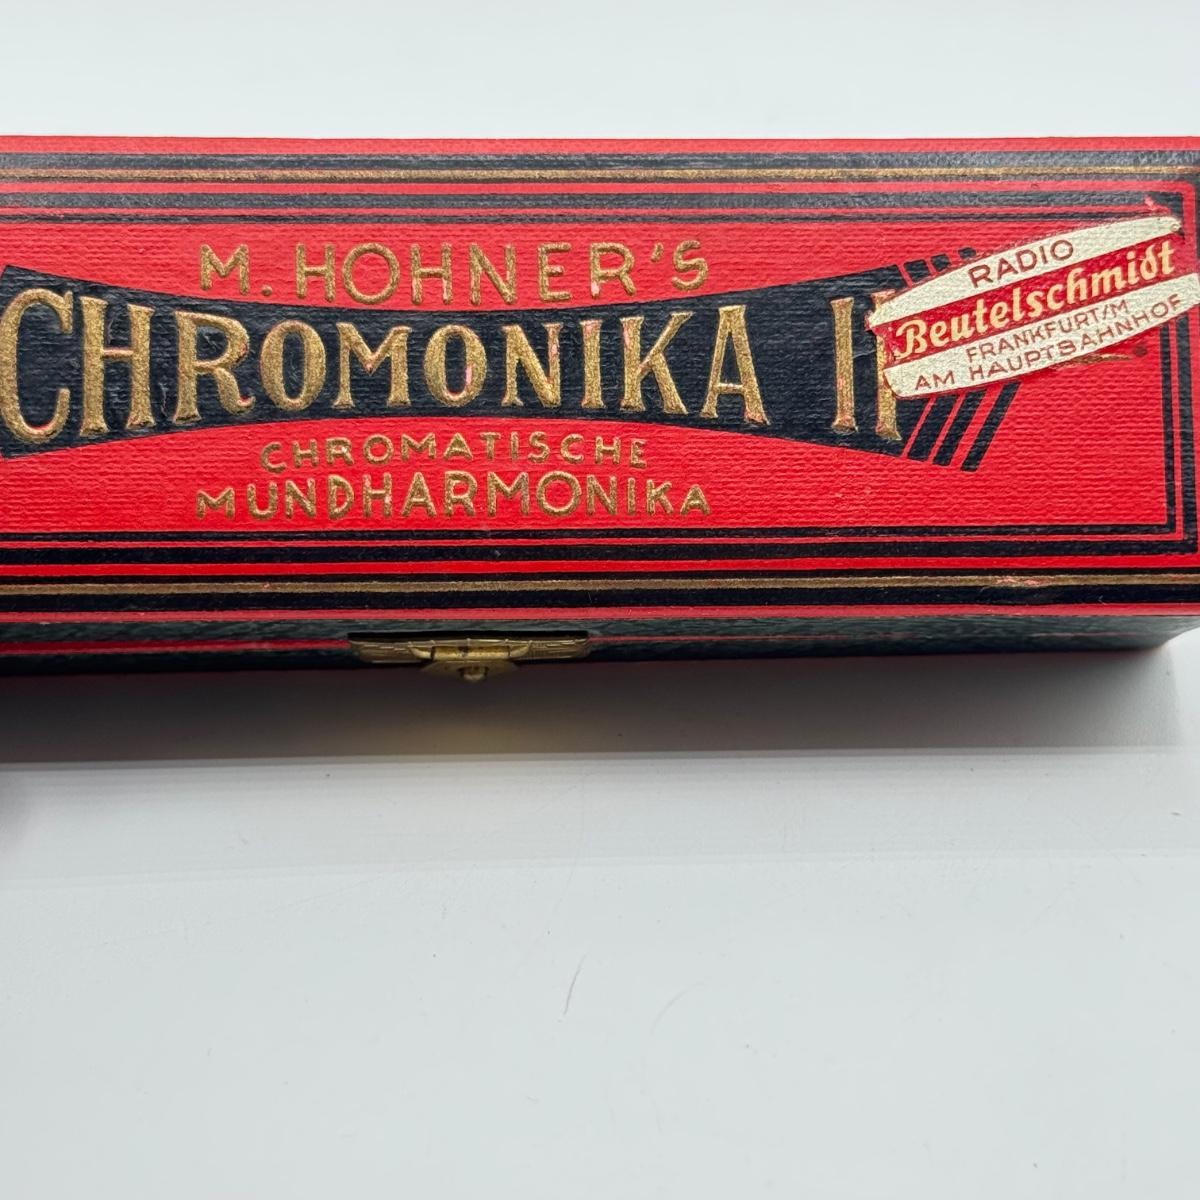 M. HOHNER'S
CHROMONIKA II
CHROMATISCHE
MUNDHARMONIKA
RADIO
Beutelschmidt
FRANKFURT/M
AM HAUPTBAHNHOF